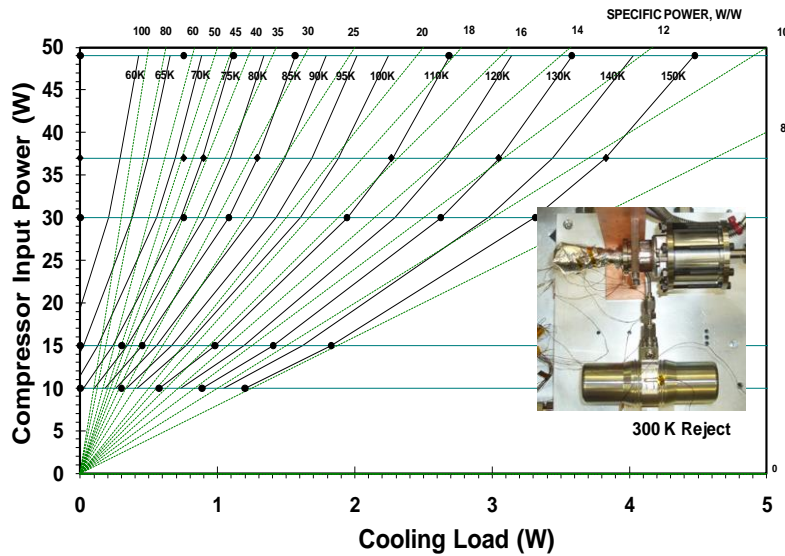 SPECIFIC POWER, W/W
100 80 60 50 45 40 35 30 25 20 18 16 14 12 10
50
60K 65K 70K 75K 80K 85K 90K 95K 100K 110K 120K 130K 140K 150K
45
40
8
35
30
25
20
15
10
5
0
0
300 K Reject
0 1 2 3 4 5
Compressor Input Power (W)
Cooling Load (W)